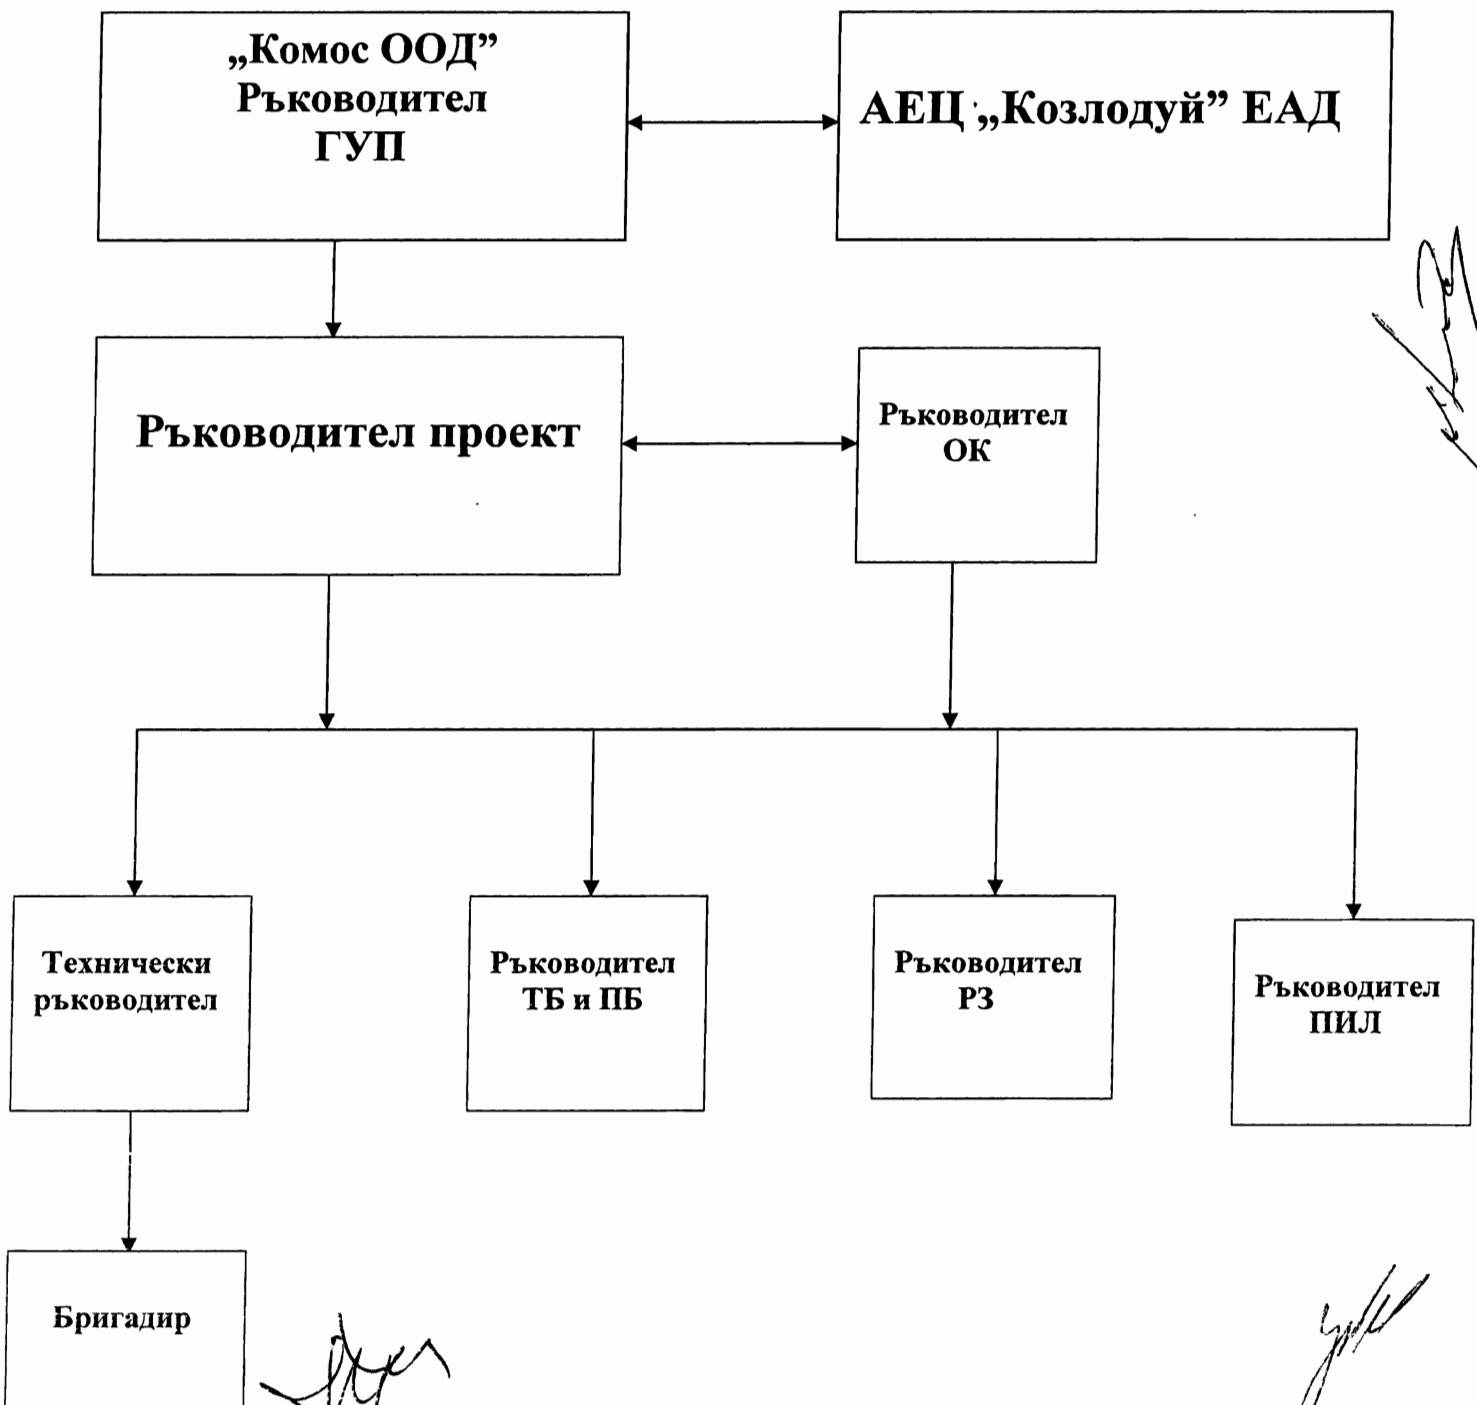 „Комос ООД”
Ръководител
ГУП
АЕЦ „Козлодуй” ЕАД
Ръководител проект
Ръководител
ОК
Технически
ръководител
Ръководител
ТБ и ПБ
Ръководител
РЗ
Ръководител
ПИЛ
Бригадир